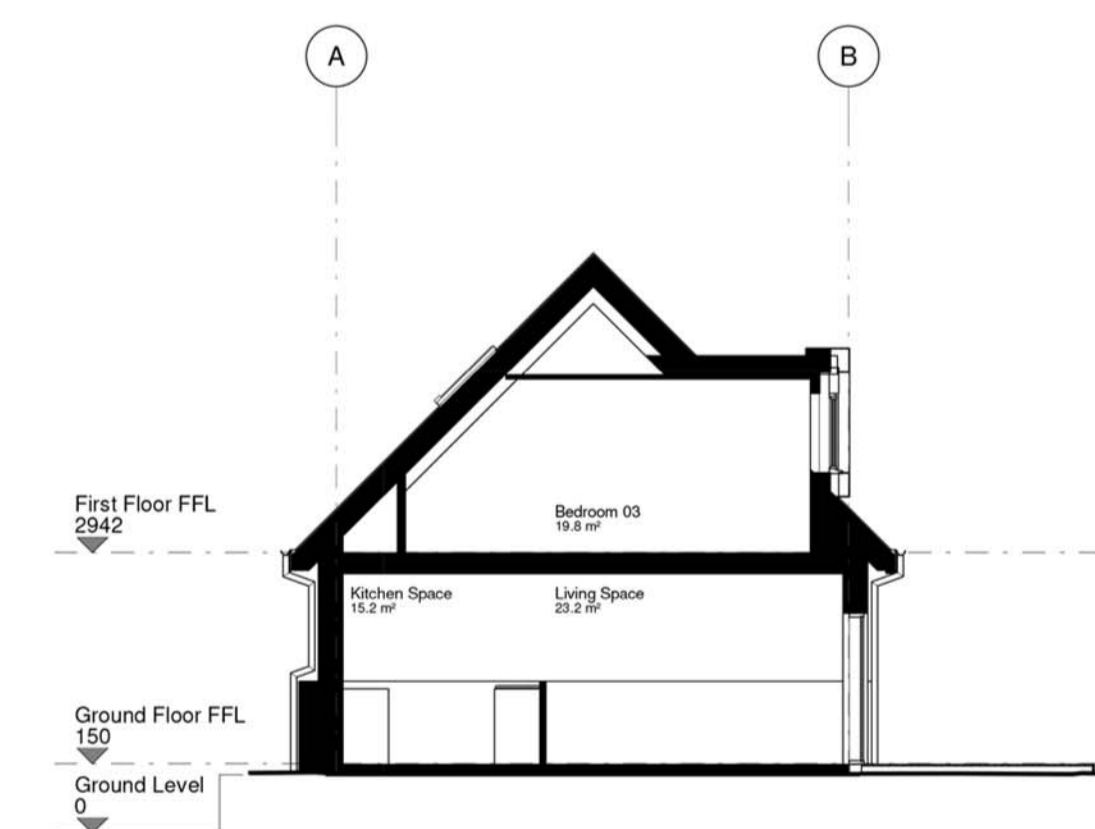 A
B
First Floor FFL
2942
Bedroom 03
19.8 m²
Kitchen Space
15.2 m²
Living Space
23.2 m²
Ground Floor FFL
150
Ground Level
0